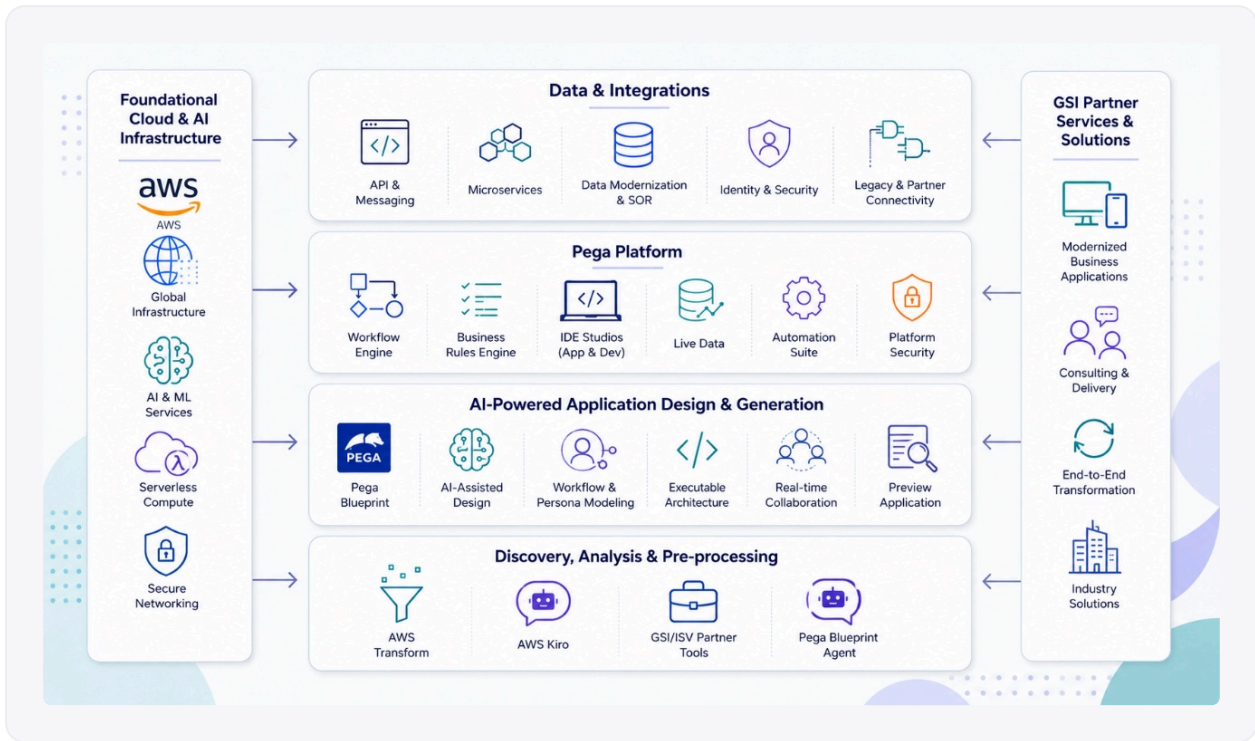 Foundational
Cloud & AI
Infrastructure
aws
AWS
Global
Infrastructure
AI & ML
Services
λ
Serverless
Compute
Secure
Networking
Data & Integrations
</>
API &
Messaging
Microservices
Data Modernization
& SOR
Identity & Security
Legacy & Partner
Connectivity
Pega Platform
Workflow
Engine
Business
Rules Engine
</>
IDE Studios
(App & Dev)
Live Data
Automation
Suite
Platform
Security
AI-Powered Application Design & Generation
PEGA
Pega
Blueprint
AI-Assisted
Design
Workflow &
Persona Modeling
</>
Executable
Architecture
Real-time
Collaboration
Preview
Application
Discovery, Analysis & Pre-processing
AWS
Transform
AWS Kiro
GSI/ISV Partner
Tools
Pega Blueprint
Agent
GSI Partner
Services &
Solutions
Modernized
Business
Applications
Consulting &
Delivery
End-to-End
Transformation
Industry
Solutions